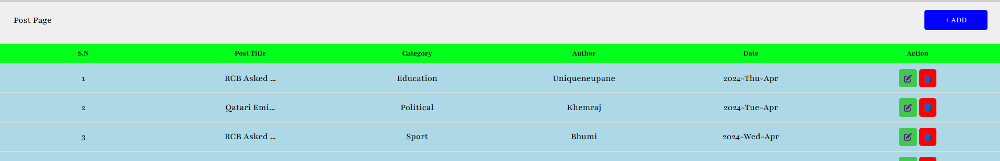 Post Page
+ ADD
S.N Post Title Category Author Date Action
1 RCB Asked ... Education Uniqueneupane 2024-Thu-Apr
2 Qatari Emi... Political Khemraj 2024-Tue-Apr
3 RCB Asked ... Sport Bhumi 2024-Wed-Apr